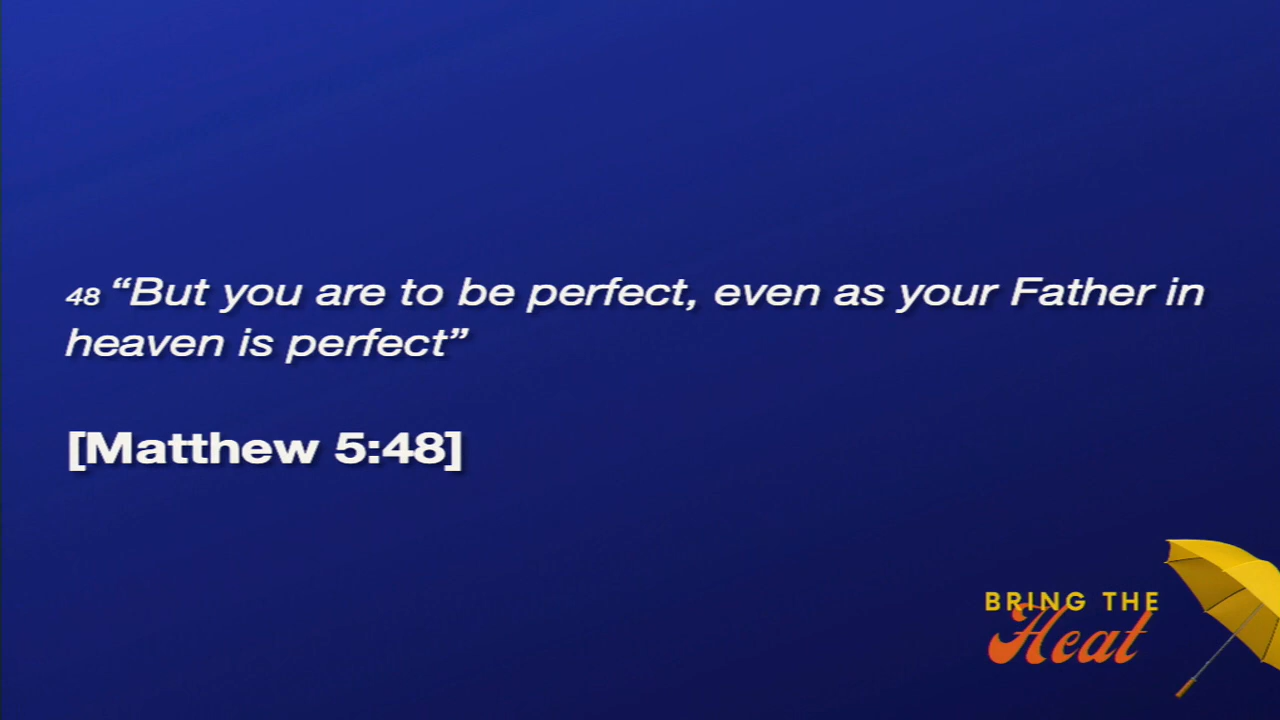 48 “But you are to be perfect, even as your Father in
heaven is perfect”
[Matthew 5:48]
BRING THE
Heat